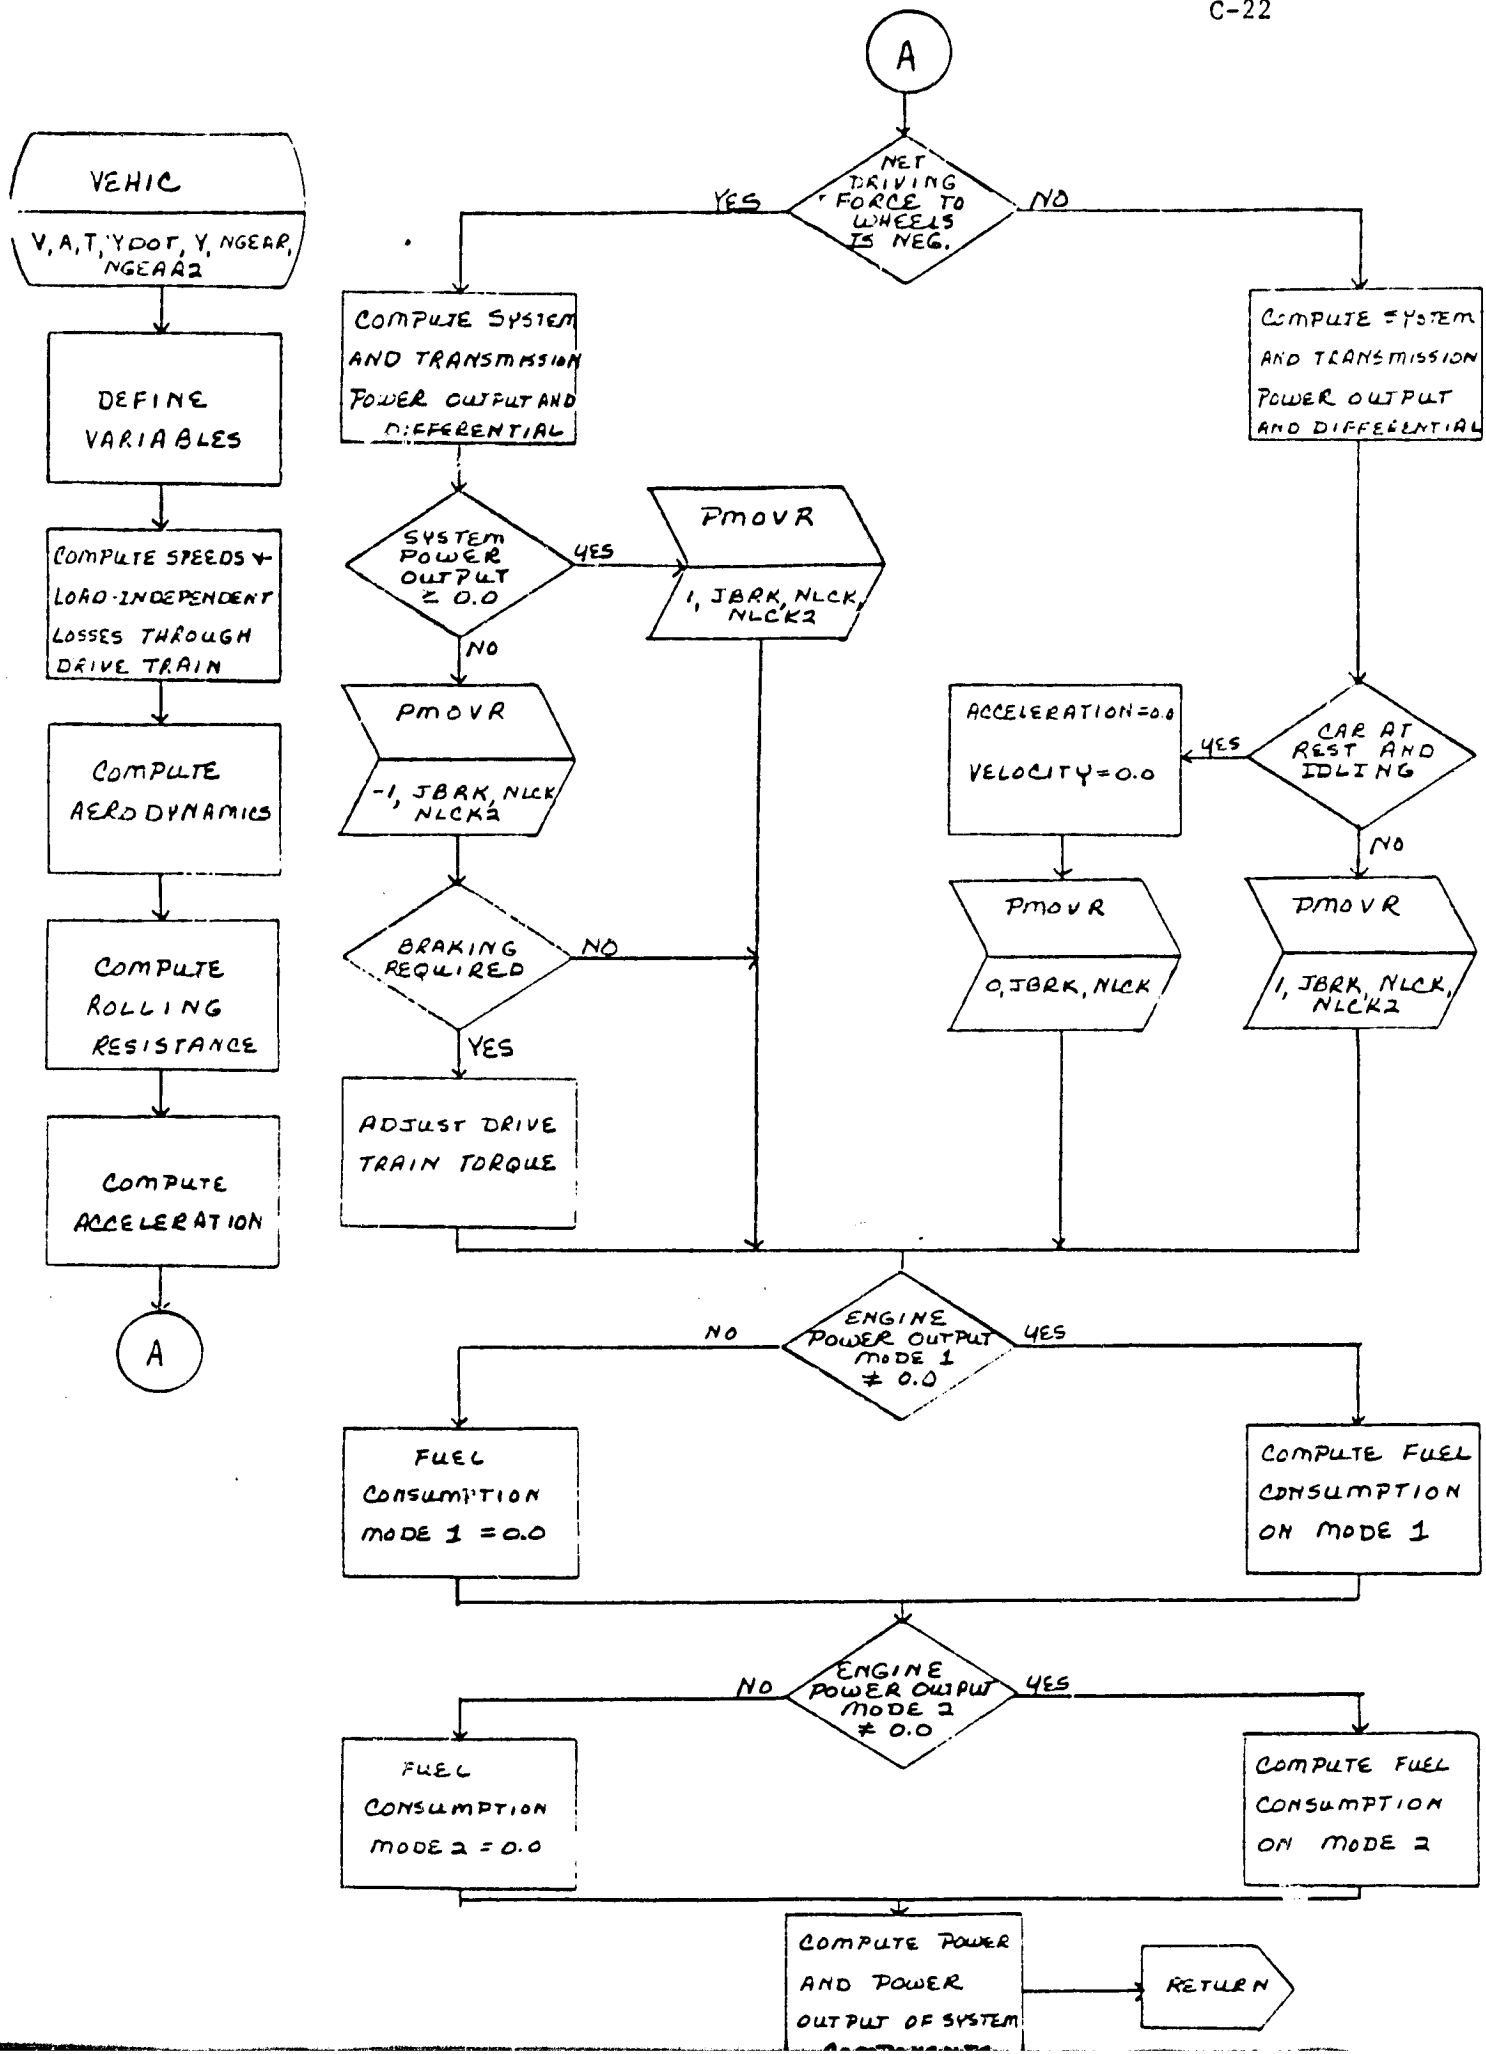 C-22
VEHIC
V, A, T, YDOT, Y, NGEAR,
NGEAR2
DEFINE
VARIABLES
COMPUTE SPEEDS +
LOAD-INDEPENDENT
LOSSES THROUGH
DRIVE TRAIN
COMPUTE
AERODYNAMICS
COMPUTE
ROLLING
RESISTANCE
COMPUTE
ACCELERATION
A
A
NET
DRIVING
FORCE TO
WHEELS
IS NEG.
YES
NO
COMPUTE SYSTEM
AND TRANSMISSION
POWER OUTPUT AND
DIFFERENTIAL
SYSTEM
POWER
OUTPUT
≥ 0.0
YES
PMOVR
1, JBRK, NLCK,
NLCK2
NO
PMOVR
-1, JBRK, NLCK
NLCK2
BRAKING
REQUIRED
NO
YES
ADJUST DRIVE
TRAIN TORQUE
COMPUTE SYSTEM
AND TRANSMISSION
POWER OUTPUT
AND DIFFERENTIAL
CAR AT
REST AND
IDLING
YES
ACCELERATION=0.0
VELOCITY=0.0
PMOVR
0, JBRK, NLCK
NO
PMOVR
1, JBRK, NLCK,
NLCK2
ENGINE
POWER OUTPUT
MODE 1
≠ 0.0
NO
YES
FUEL
CONSUMPTION
MODE 1 = 0.0
COMPUTE FUEL
CONSUMPTION
ON MODE 1
ENGINE
POWER OUTPUT
MODE 2
≠ 0.0
NO
YES
FUEL
CONSUMPTION
MODE 2 = 0.0
COMPUTE FUEL
CONSUMPTION
ON MODE 2
COMPUTE POWER
AND POWER
OUTPUT OF SYSTEM
RETURN